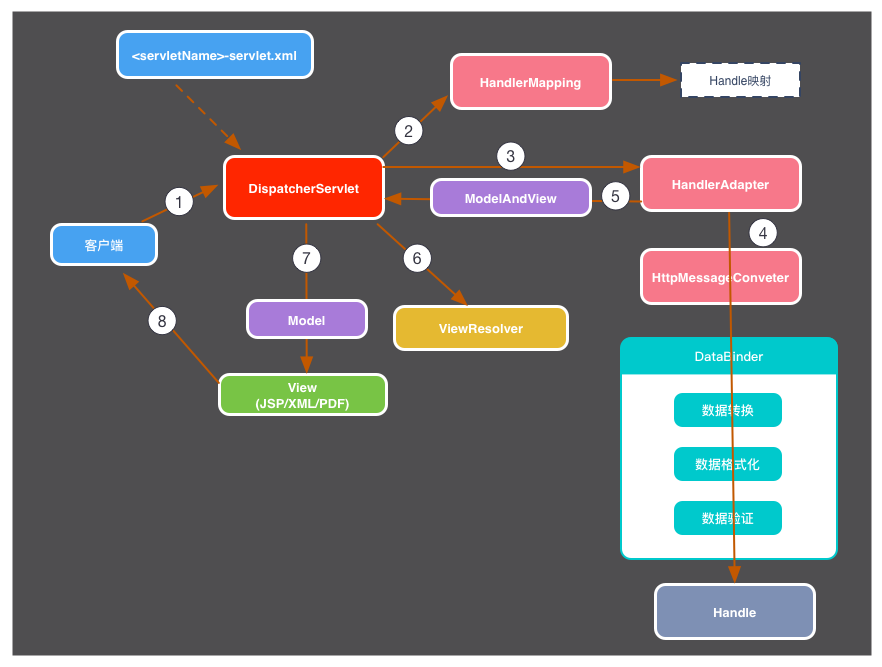 <servletName>-servlet.xml
HandlerMapping
Handle映射
2
3
DispatcherServlet
ModelAndView
5
HandlerAdapter
1
4
客户端
7
6
HttpMessageConveter
8
Model
ViewResolver
DataBinder
View
(JSP/XML/PDF)
数据转换
数据格式化
数据验证
Handle